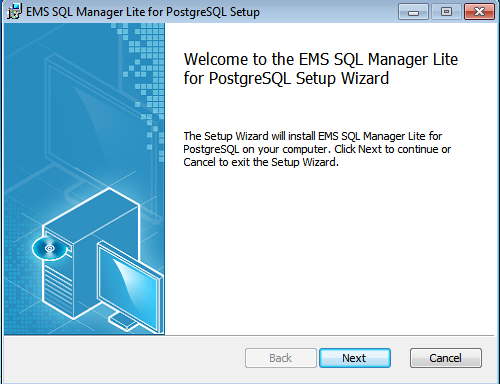 EMS SQL Manager Lite for PostgreSQL Setup
Welcome to the EMS SQL Manager Lite
for PostgreSQL Setup Wizard
The Setup Wizard will install EMS SQL Manager Lite for
PostgreSQL on your computer. Click Next to continue or
Cancel to exit the Setup Wizard.
Back Next Cancel